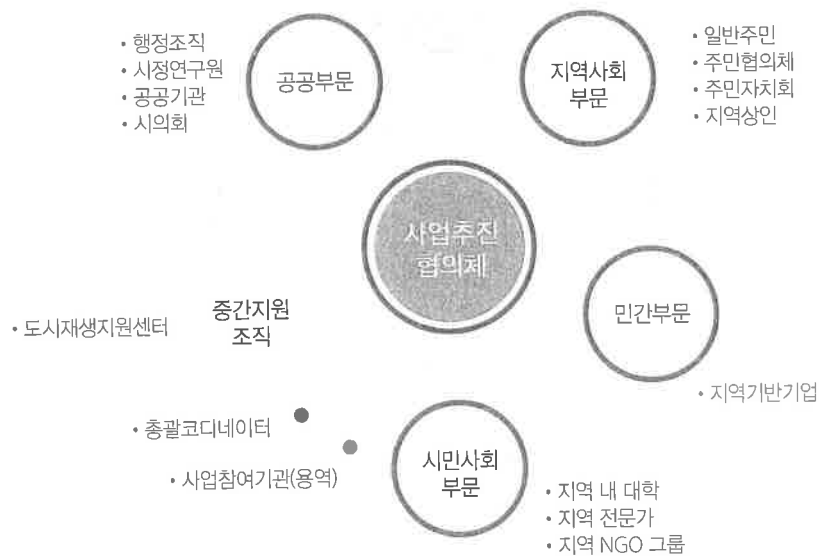 • 행정조직
• 시정연구원
• 공공기관
• 시의회
공공부문
지역사회
부문
• 일반주민
• 주민협의체
• 주민자치회
• 지역상인
사업추진
협의체
• 도시재생지원센터
중간지원
조직
민간부문
• 지역기반기업
• 총괄코디네이터
• 사업참여기관(용역)
시민사회
부문
• 지역 내 대학
• 지역 전문가
• 지역 NGO 그룹